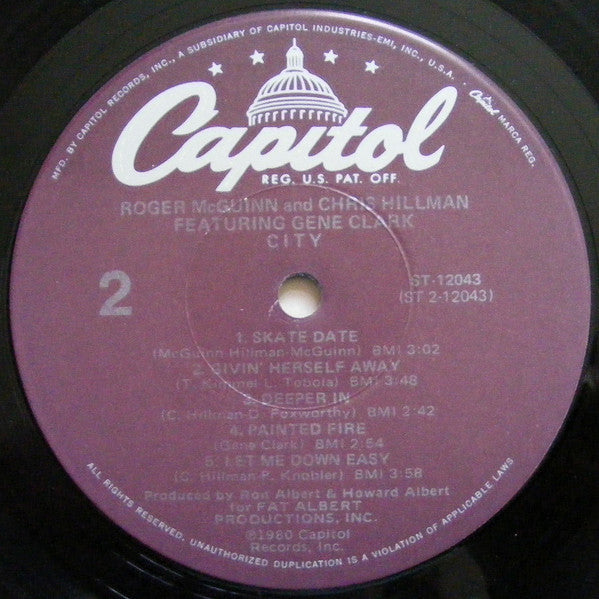 MFD. BY CAPITOL RECORDS, INC., A SUBSIDIARY OF CAPITOL INDUSTRIES-EMI, INC., U.S.A. · Capitol MARCA REG.
Capitol
REG. U.S. PAT. OFF.
ROGER McGUINN and CHRIS HILLMAN
FEATURING GENE CLARK
CITY
2
ST-12043
(ST 2-12043)
1. SKATE DATE
(McGuinn-Hillman-McGuinn) BMI 3:02
2. GIVIN' HERSELF AWAY
(T. Kimmel-L. Tobola) BMI 3:48
3. DEEPER IN
(C. Hillman-D. Foxworthy) BMI 2:42
4. PAINTED FIRE
(Gene Clark) BMI 2:54
5. LET ME DOWN EASY
(C. Hillman-P. Knobler) BMI 3:58
Produced by Ron Albert & Howard Albert
for FAT ALBERT
PRODUCTIONS, INC.
℗1980 Capitol
Records, Inc.
ALL RIGHTS RESERVED. UNAUTHORIZED DUPLICATION IS A VIOLATION OF APPLICABLE LAWS